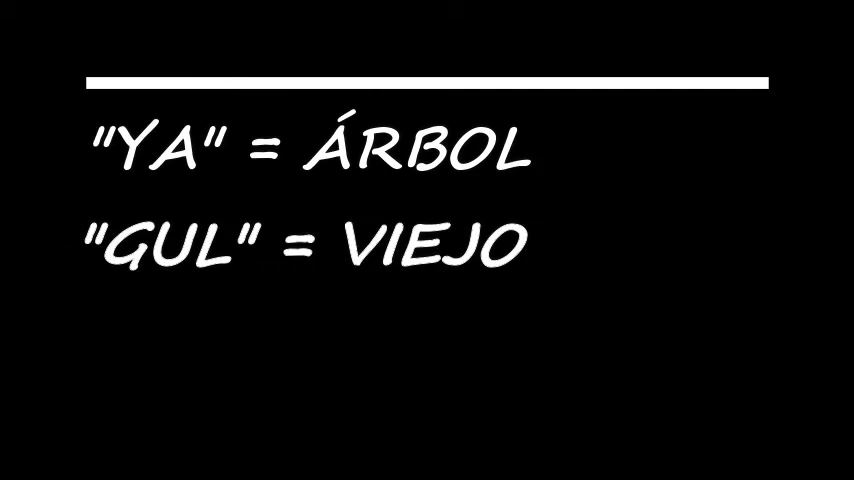 "YA" = ÁRBOL
"GUL" = VIEJO